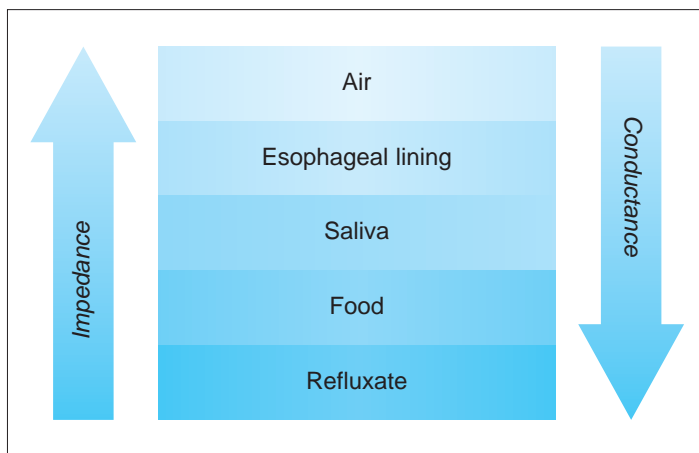 Impedance
Air
Esophageal lining
Saliva
Food
Refluxate
Conductance